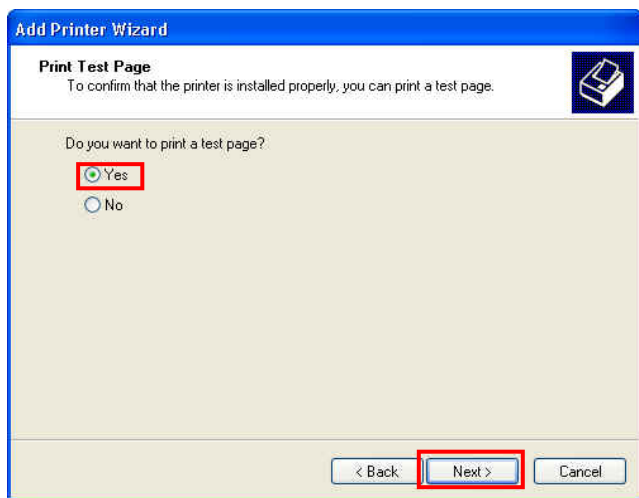 Add Printer Wizard
Print Test Page
To confirm that the printer is installed properly, you can print a test page.
Do you want to print a test page?
Yes
No
< Back Next > Cancel